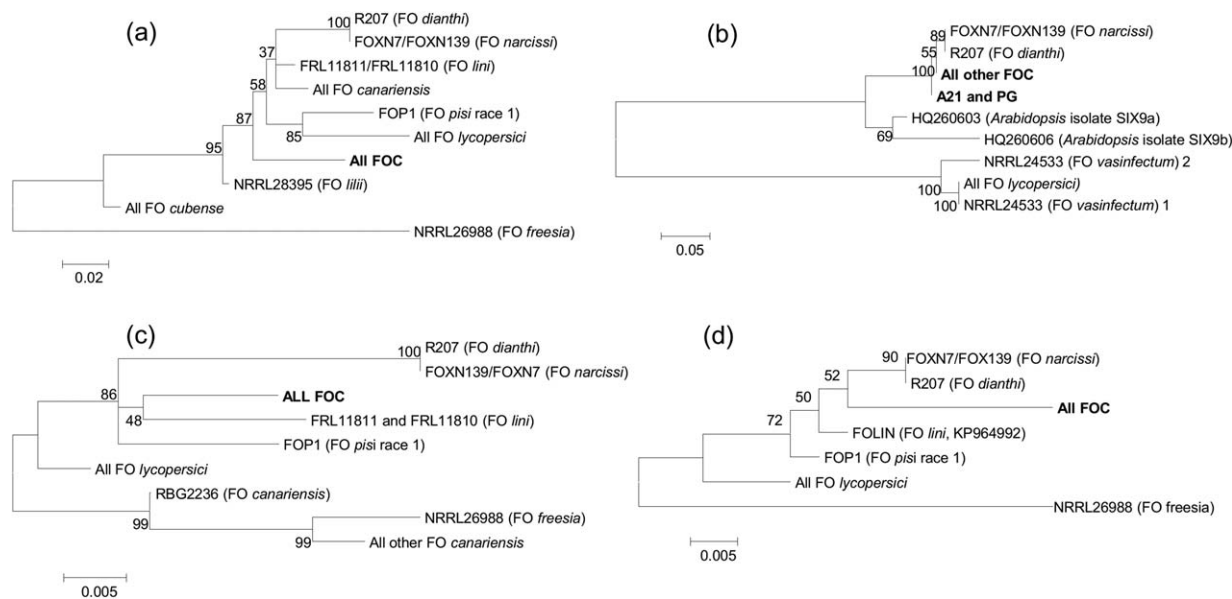 (a)
100
R207 (FO dianthi)
FOXN7/FOXN139 (FO narcissi)
37
FRL11811/FRL11810 (FO lini)
58
All FO canariensis
87
FOP1 (FO pisi race 1)
85
All FO lycopersici
95
All FOC
NRRL28395 (FO lilii)
All FO cubense
NRRL26988 (FO freesia)
0.02
(b)
89
FOXN7/FOXN139 (FO narcissi)
55
R207 (FO dianthi)
100
All other FOC
A21 and PG
HQ260603 (Arabidopsis isolate SIX9a)
69
HQ260606 (Arabidopsis isolate SIX9b)
NRRL24533 (FO vasinfectum) 2
100
All FO lycopersici)
100
NRRL24533 (FO vasinfectum) 1
0.05
(c)
100
R207 (FO dianthi)
FOXN139/FOXN7 (FO narcissi)
86
ALL FOC
48
FRL11811 and FRL11810 (FO lini)
FOP1 (FO pisi race 1)
All FO lycopersici
RBG2236 (FO canariensis)
99
NRRL26988 (FO freesia)
99
All other FO canariensis
0.005
(d)
90
FOXN7/FOX139 (FO narcissi)
52
R207 (FO dianthi)
50
All FOC
72
FOLIN (FO lini, KP964992)
FOP1 (FO pisi race 1)
All FO lycopersici
NRRL26988 (FO freesia)
0.005